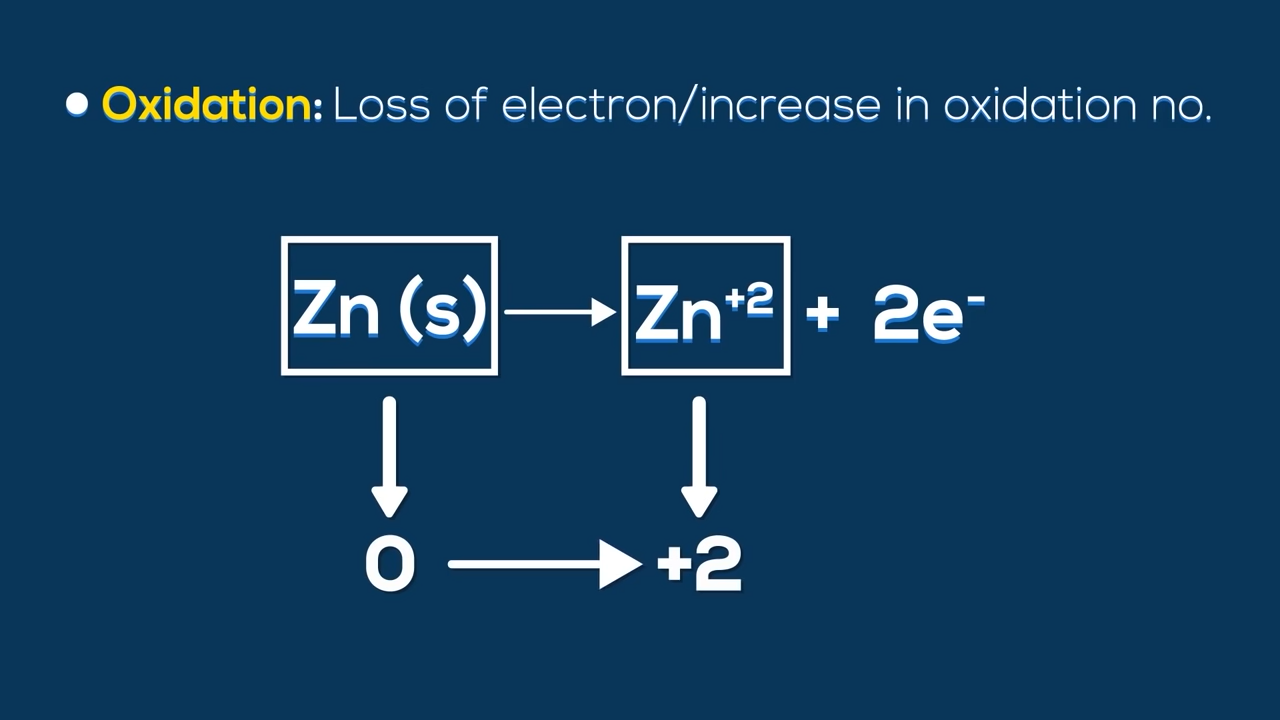 ● Oxidation: Loss of electron/increase in oxidation no.
Zn (s) → Zn⁺² + 2e⁻
0 → +2